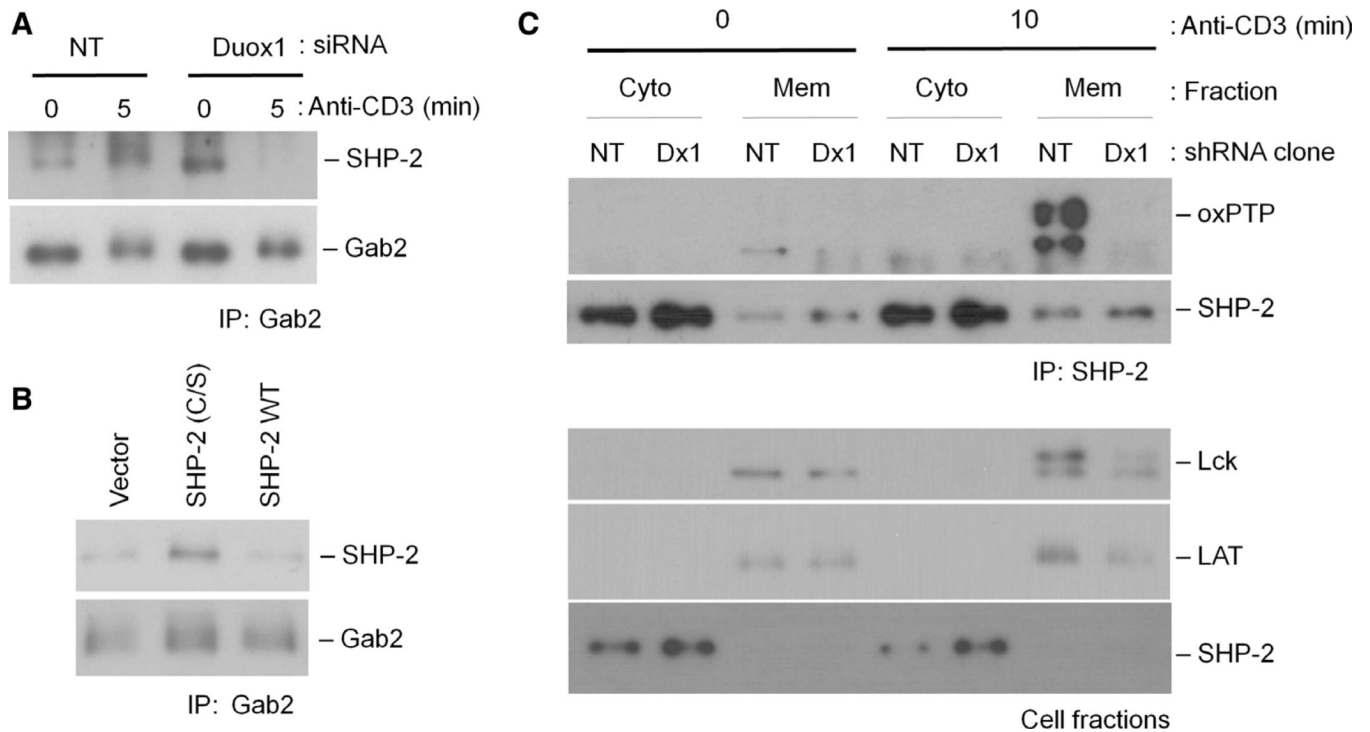 A
NT Duox1 : siRNA
0 5 0 5 : Anti-CD3 (min)
– SHP-2
– Gab2
IP: Gab2
B
Vector SHP-2 (C/S) SHP-2 WT
– SHP-2
– Gab2
IP: Gab2
C
0 10 : Anti-CD3 (min)
Cyto Mem Cyto Mem : Fraction
NT Dx1 NT Dx1 NT Dx1 NT Dx1 : shRNA clone
– oxPTP
– SHP-2
IP: SHP-2
– Lck
– LAT
– SHP-2
Cell fractions